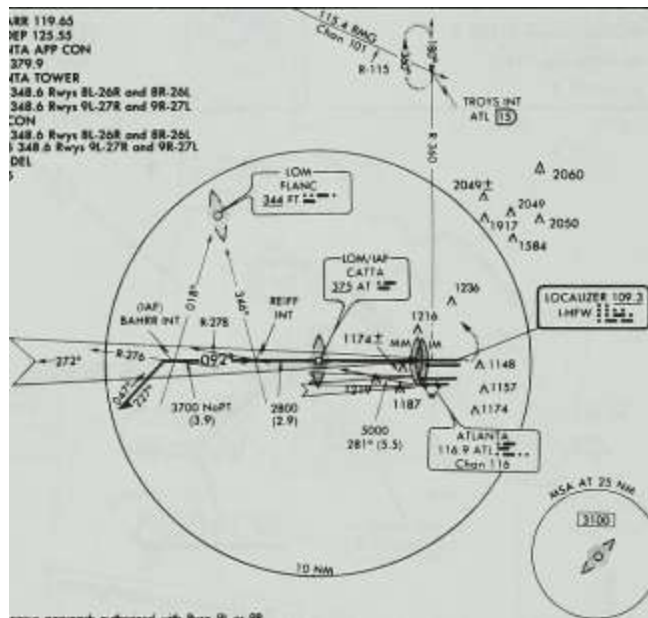 ARR 119.65
DEP 125.55
NTA APP CON
379.9
NTA TOWER
348.6 Rwys 8L-26R and 8R-26L
348.6 Rwys 9L-27R and 9R-27L
CON
348.6 Rwys 8L-26R and 8R-26L
348.6 Rwys 9L-27R and 9R-27L
DEL
115.4 RMG
Chan 101
R-115
360°
180°
TROYS INT
ATL 15
R 360
LOM
FLANC
344 FT
2049±
2060
2049
1917
2050
1584
LOM/IAF
CATTA
375 AT
018°
346°
REIFF
INT
(IAF)
BAHRR INT
R-278
1236
LOCALIZER 109.3
I-HFW
1216
1174±
MM
IM
272°
R-276
092°
1148
1157
1187
1174
047°
227°
3700 NoPT
(3.9)
2800
(2.9)
5000
281° (5.5)
ATLANTA
116.9 ATL
Chan 116
MSA AT 25 NM
3100
10 NM